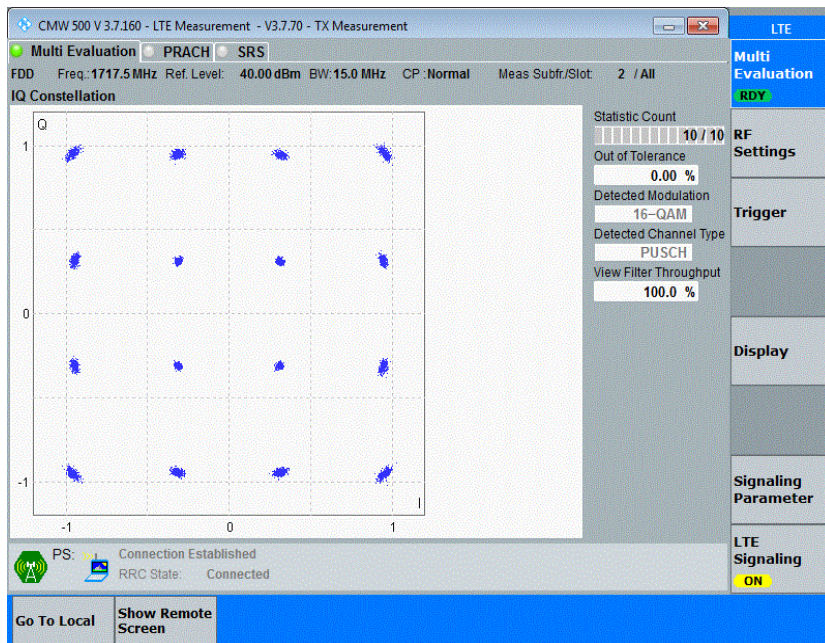 CMW 500 V 3.7.160 - LTE Measurement - V3.7.70 - TX Measurement
LTE
Multi Evaluation PRACH SRS
Multi
Evaluation
RDY
FDD Freq.: 1717.5 MHz Ref. Level: 40.00 dBm BW: 15.0 MHz CP : Normal Meas Subfr./Slot: 2 / All
IQ Constellation
Q
1
0
-1
I
-1 0 1
Statistic Count
10 / 10
Out of Tolerance
0.00 %
Detected Modulation
16-QAM
Detected Channel Type
PUSCH
View Filter Throughput
100.0 %
RF
Settings
Trigger
Display
Signaling
Parameter
LTE
Signaling
ON
PS: Connection Established
RRC State: Connected
Go To Local
Show Remote
Screen